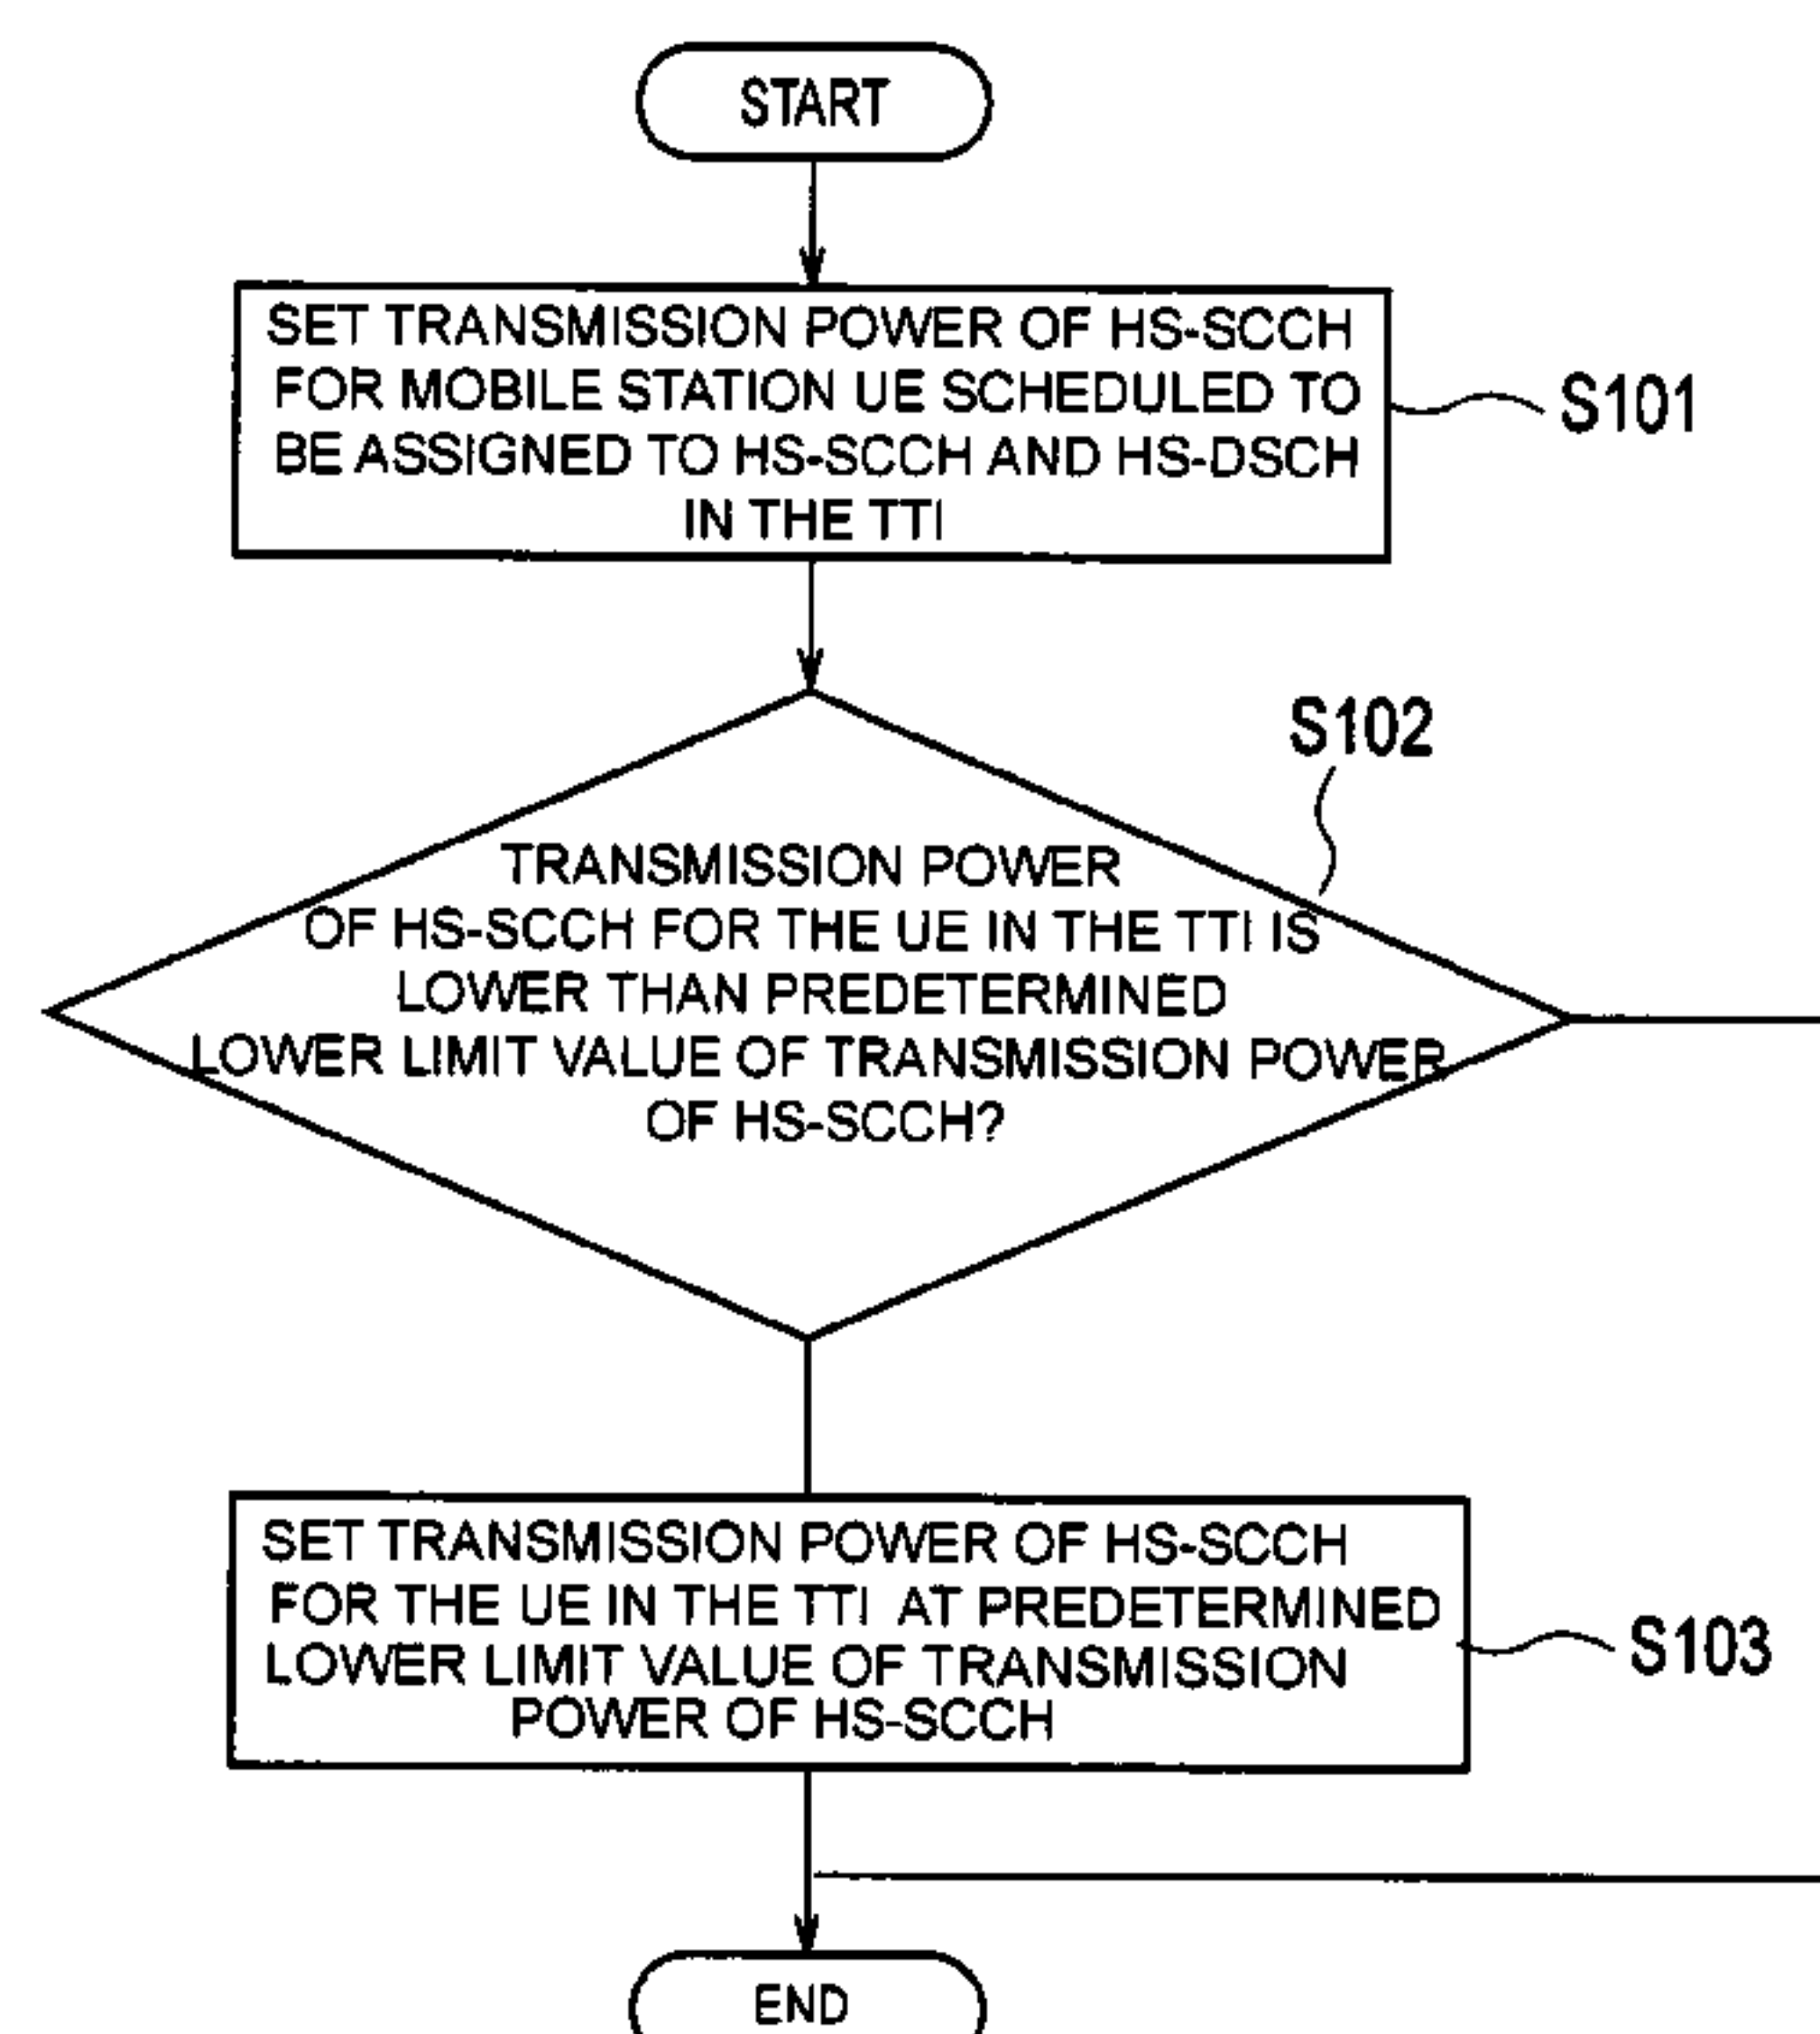 START
SET TRANSMISSION POWER OF HS-SCCH
FOR MOBILE STATION UE SCHEDULED TO
BE ASSIGNED TO HS-SCCH AND HS-DSCH
IN THE TTI
S101
S102
TRANSMISSION POWER
OF HS-SCCH FOR THE UE IN THE TTI IS
LOWER THAN PREDETERMINED
LOWER LIMIT VALUE OF TRANSMISSION POWER
OF HS-SCCH?
SET TRANSMISSION POWER OF HS-SCCH
FOR THE UE IN THE TTI AT PREDETERMINED
LOWER LIMIT VALUE OF TRANSMISSION
POWER OF HS-SCCH
S103
END